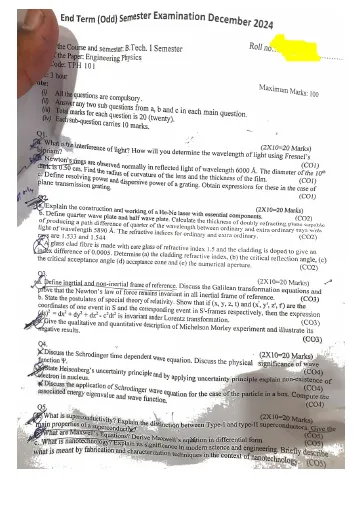 End Term (Odd) Semester Examination December 2024
Roll no
the Course and semester: B.Tech, I Semester
the Paper: Engineering Physics
Code: TPH 101
3 hour
Maximum Marks: 100
(i) All the questions are compulsory.
(ii) Answer any two sub questions from a, b and c in each main question.
(iii) Total marks for each question is 20 (twenty).
(iv) Each sub-question carries 10 marks.
Q1.
(2X10=20 Marks)
a. What is the interference of light? How will you determine the wavelength of light using Fresnel's
biprism? (CO1)
b. Newton's rings are observed normally in reflected light of wavelength 6000 Å. The diameter of the 10th
is 0.50 cm. Find the radius of curvature of the lens and the thickness of the film. (CO1)
c. Define resolving power and dispersive power of a grating. Obtain expressions for these in the case of
plane transmission grating. (CO1)
Q2.
(2X10=20 Marks)
a. Explain the construction and working of a He-Ne laser with essential components. (CO2)
b. Define quarter wave plate and half wave plate. Calculate the thickness of doubly refracting plate capable
of producing a path difference of quarter of the wavelength between ordinary and extra ordinary rays
light of wavelength 5890 Å. The refractive indices for ordinary and extra ordinary.
rays are 1.533 and 1.544 (CO2)
c. A glass clad fibre is made with core glass of refractive index 1.5 and the cladding is doped to give
index difference of 0.0005. Determine (a) the cladding refractive index, (b) the critical reflection angle, (c)
the critical acceptance angle (d) acceptance cone and (e) the numerical aperture. (CO2)
Q3.
(2X10=20 Marks)
a. Define inertial and non-inertial frame of reference. Discuss the Galilean transformation equations and
prove that the Newton's law of force remains invariant in all inertial frame of reference. (CO3)
b. State the postulates of special theory of relativity. Show that if (x, y, z, t) and (x', y', z', t') are the
coordinates of one event in S and the corresponding event in S'-frames respectively, then the expression
= dx² + dy² + dz² - c²dt² is invariant under Lorentz transformation. (CO3)
c. Give the qualitative and quantitative description of Michelson Morley experiment and illustrate its
negative results. (CO3)
Q4.
(2X10=20 Marks)
a. Discuss the Schrodinger time dependent wave equation. Discuss the physical significance of wave
function Ψ. (CO4)
b. State Heisenberg's uncertainty principle and by applying uncertainty principle explain non-existence of
electron in nucleus. (CO4)
c. Discuss the application of Schrodinger wave equation for the case of the particle in a box. Compute the
associated energy eigenvalue and wave function. (CO4)
Q5.
(2X10=20 Marks)
a. What is superconductivity? Explain the distinction between Type-I and type-II superconductors. Give the
main properties of a superconductor. (CO5)
b. What are Maxwell's Equations? Derive Maxwell's equation in differential form. (CO5)
c. What is nanotechnology? Explain its significance in modern science and engineering. Briefly describe
what is meant by fabrication and characterization techniques in the context of nanotechnology. (CO5)